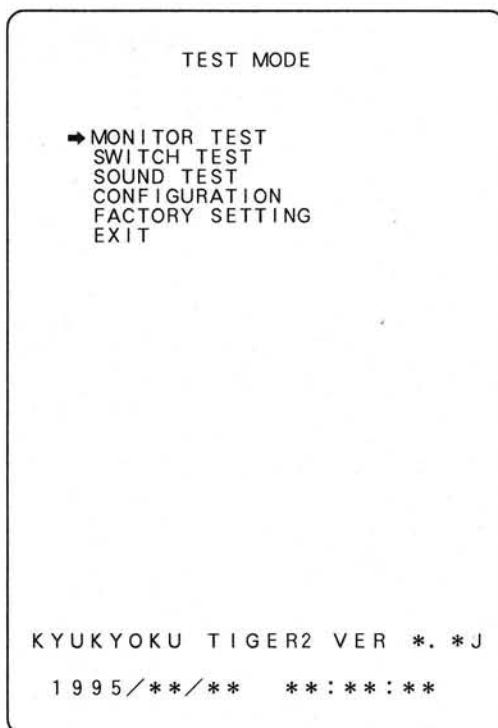 TEST MODE
➡MONITOR TEST
SWITCH TEST
SOUND TEST
CONFIGURATION
FACTORY SETTING
EXIT
KYUKYOKU TIGER2 VER *. *J
1995/**/** **:**:**